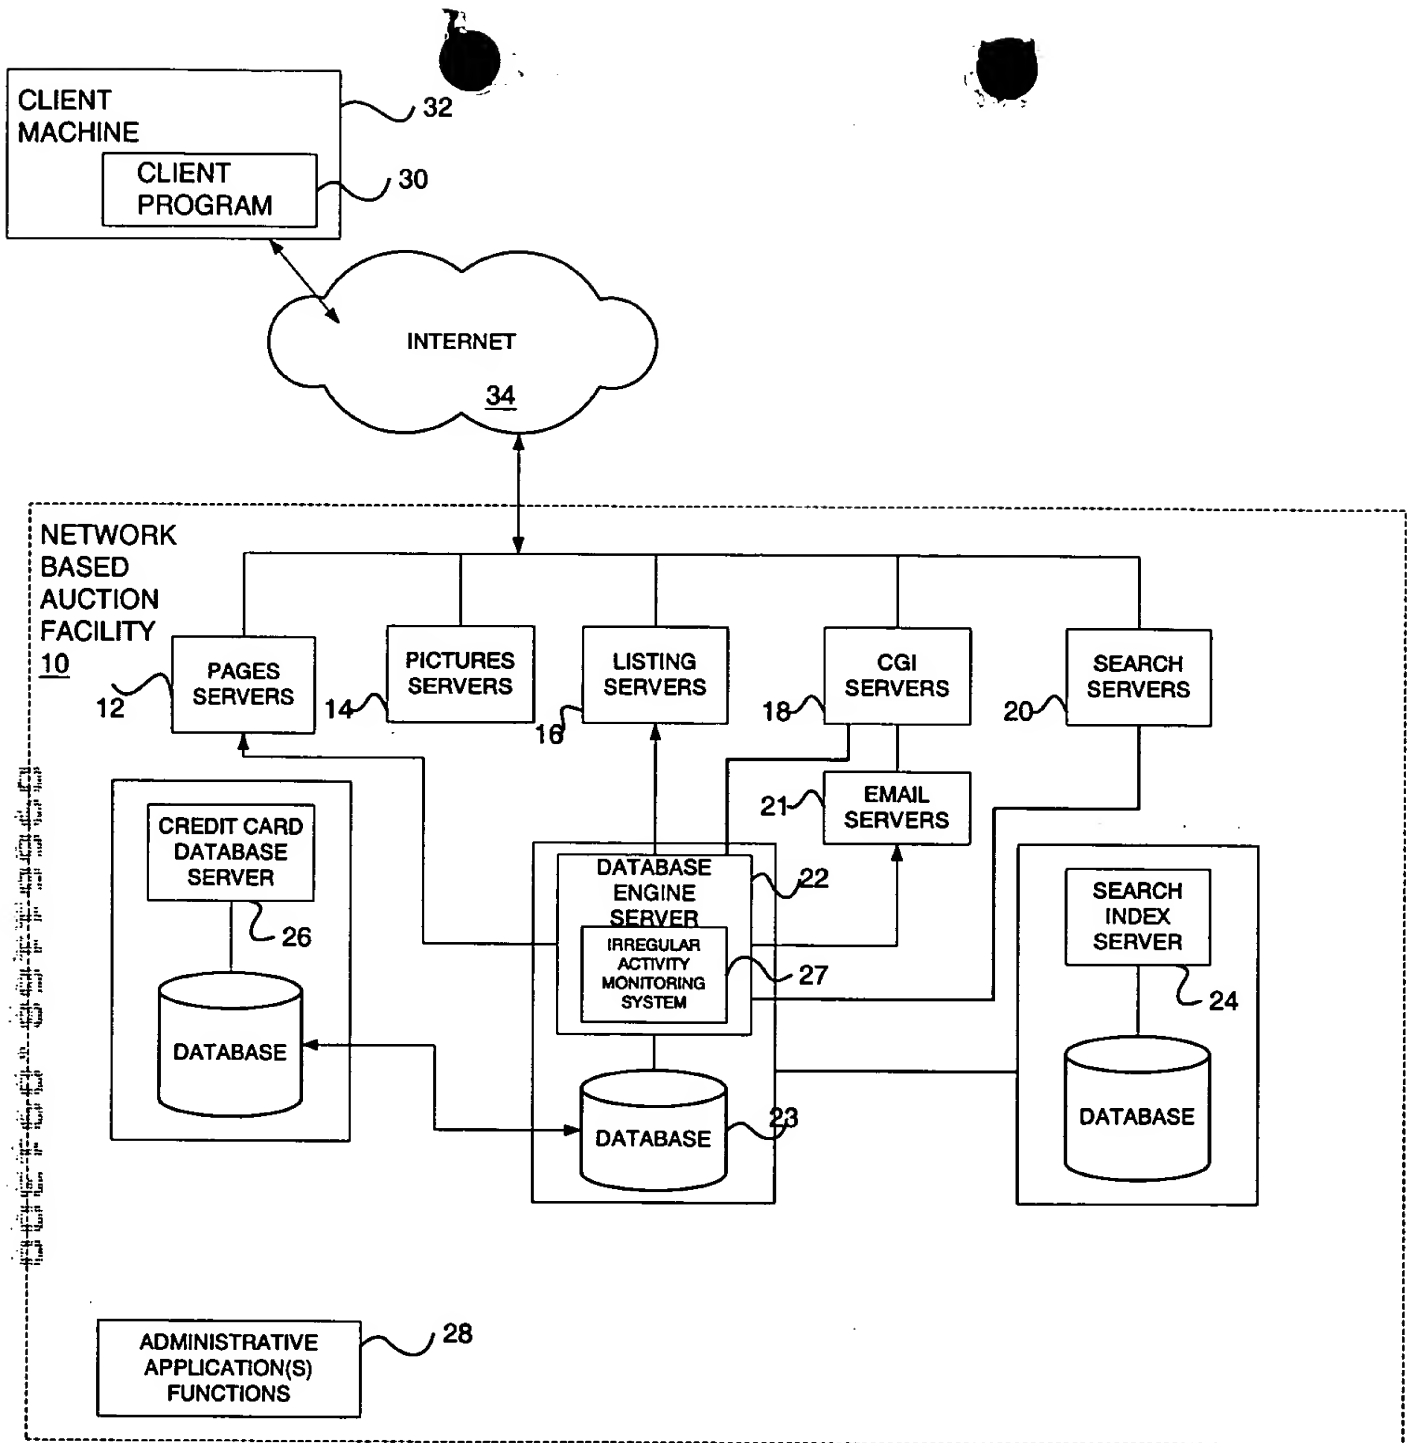 CLIENT
MACHINE
32
CLIENT
PROGRAM
30
INTERNET
34
NETWORK
BASED
AUCTION
FACILITY
10
PAGES
SERVERS
12
PICTURES
SERVERS
14
LISTING
SERVERS
16
CGI
SERVERS
18
SEARCH
SERVERS
20
EMAIL
SERVERS
21
CREDIT CARD
DATABASE
SERVER
26
DATABASE
DATABASE
ENGINE
SERVER
22
IRREGULAR
ACTIVITY
MONITORING
SYSTEM
27
DATABASE
23
SEARCH
INDEX
SERVER
24
DATABASE
ADMINISTRATIVE
APPLICATION(S)
FUNCTIONS
28